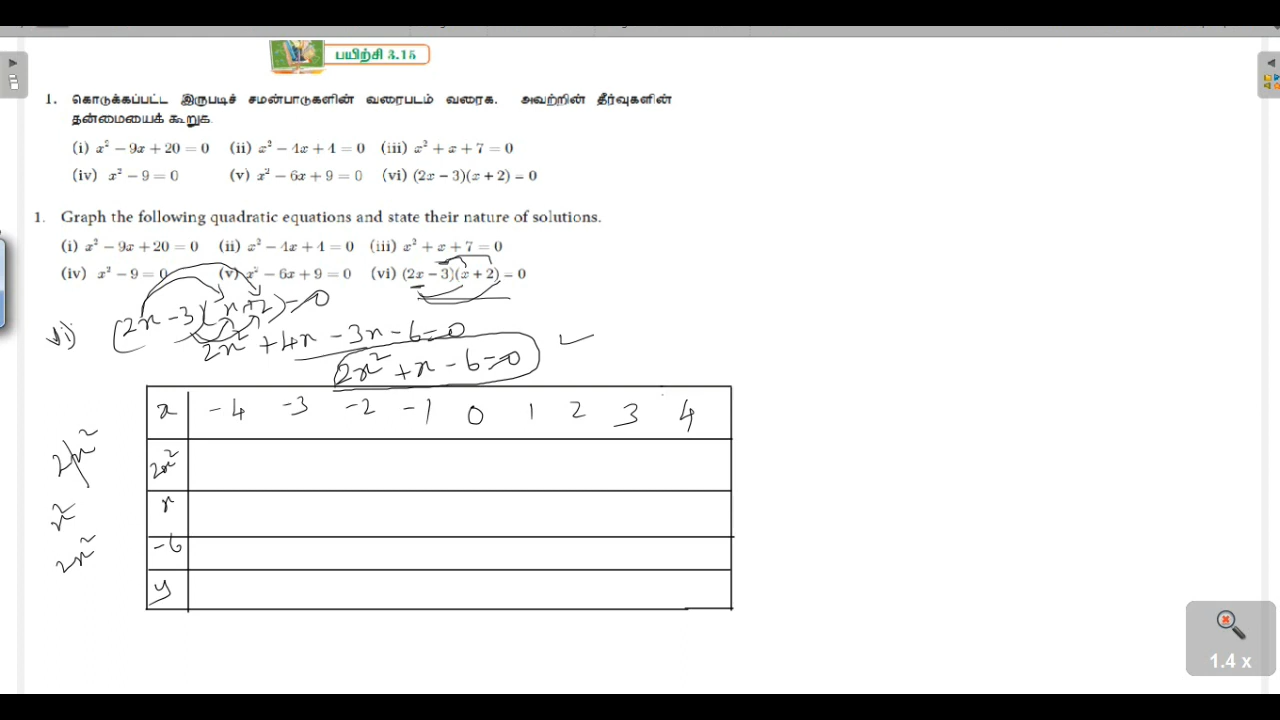 பயிற்சி 3.15
1. கொடுக்கப்பட்ட இருபடிச் சமன்பாடுகளின் வரைபடம் வரைக. அவற்றின் தீர்வுகளின்
தன்மையைக் கூறுக.
(i) x² − 9x + 20 = 0 (ii) x² − 4x + 4 = 0 (iii) x² + x + 7 = 0
(iv) x² − 9 = 0 (v) x² − 6x + 9 = 0 (vi) (2x − 3)(x + 2) = 0
1. Graph the following quadratic equations and state their nature of solutions.
(i) x² − 9x + 20 = 0 (ii) x² − 4x + 4 = 0 (iii) x² + x + 7 = 0
(iv) x² − 9 = 0 (v) x² − 6x + 9 = 0 (vi) (2x − 3)(x + 2) = 0
vi) (2x − 3)(x + 2) = 0
2x² + 4x − 3x − 6 = 0
2x² + x − 6 = 0
x -4 -3 -2 -1 0 1 2 3 4
2x² 2x²
x² x
2x² -6
y
1.4 x